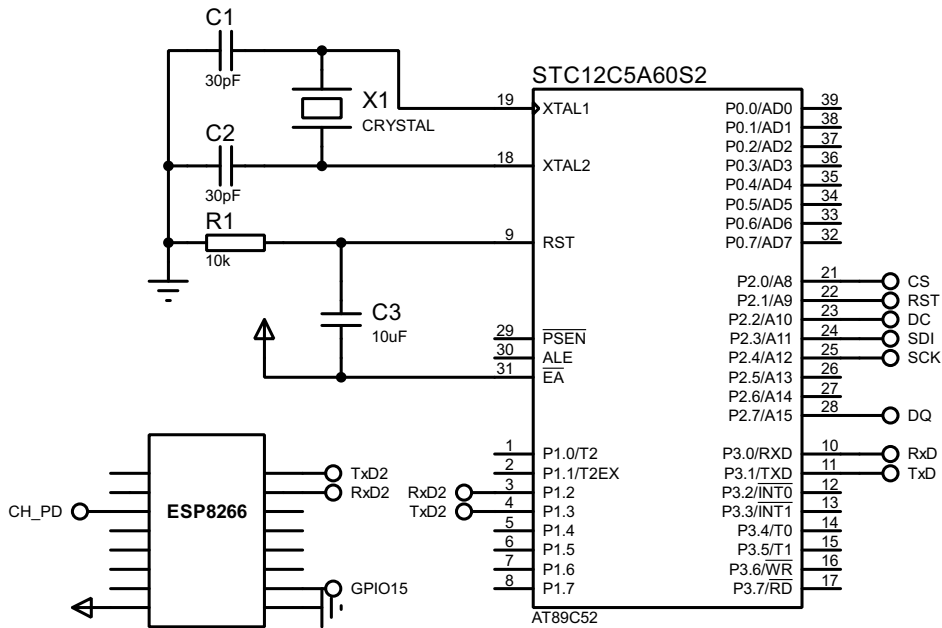 C1
30pF
X1
CRYSTAL
C2
30pF
R1
10k
C3
10uF
STC12C5A60S2
19 XTAL1
18 XTAL2
9 RST
29 PSEN
30 ALE
31 EA
1 P1.0/T2
2 P1.1/T2EX
RxD2 3 P1.2
TxD2 4 P1.3
5 P1.4
6 P1.5
7 P1.6
8 P1.7
P0.0/AD0 39
P0.1/AD1 38
P0.2/AD2 37
P0.3/AD3 36
P0.4/AD4 35
P0.5/AD5 34
P0.6/AD6 33
P0.7/AD7 32
P2.0/A8 21 CS
P2.1/A9 22 RST
P2.2/A10 23 DC
P2.3/A11 24 SDI
P2.4/A12 25 SCK
P2.5/A13 26
P2.6/A14 27
P2.7/A15 28 DQ
P3.0/RXD 10 RxD
P3.1/TXD 11 TxD
P3.2/INT0 12
P3.3/INT1 13
P3.4/T0 14
P3.5/T1 15
P3.6/WR 16
P3.7/RD 17
AT89C52
CH_PD
ESP8266
TxD2
RxD2
GPIO15